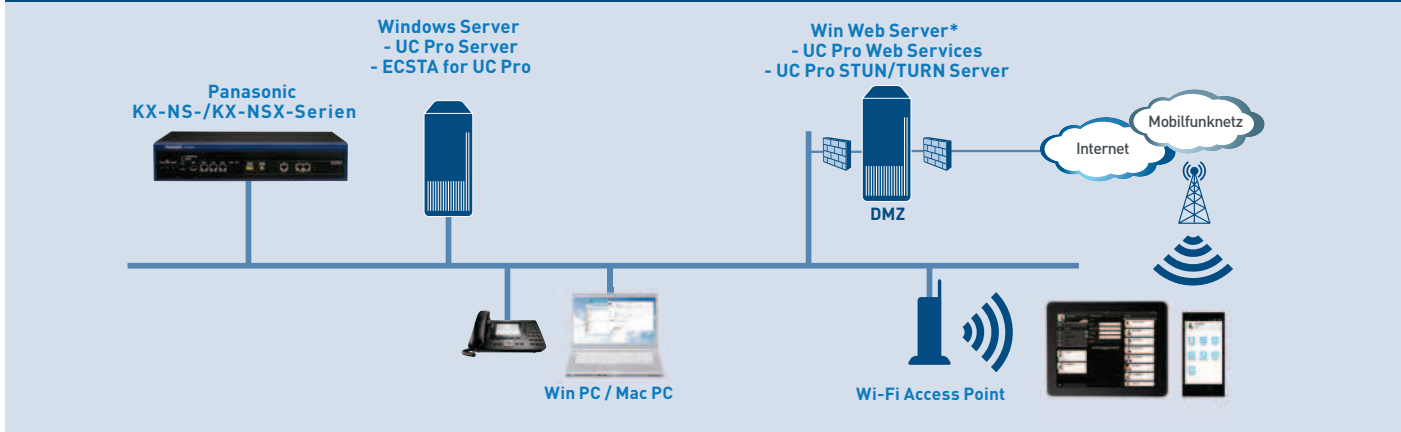 Windows Server
- UC Pro Server
- ECSTA for UC Pro
Win Web Server*
- UC Pro Web Services
- UC Pro STUN/TURN Server
Panasonic
KX-NS-/KX-NSX-Serien
Mobilfunknetz
Internet
DMZ
Win PC / Mac PC
Wi-Fi Access Point